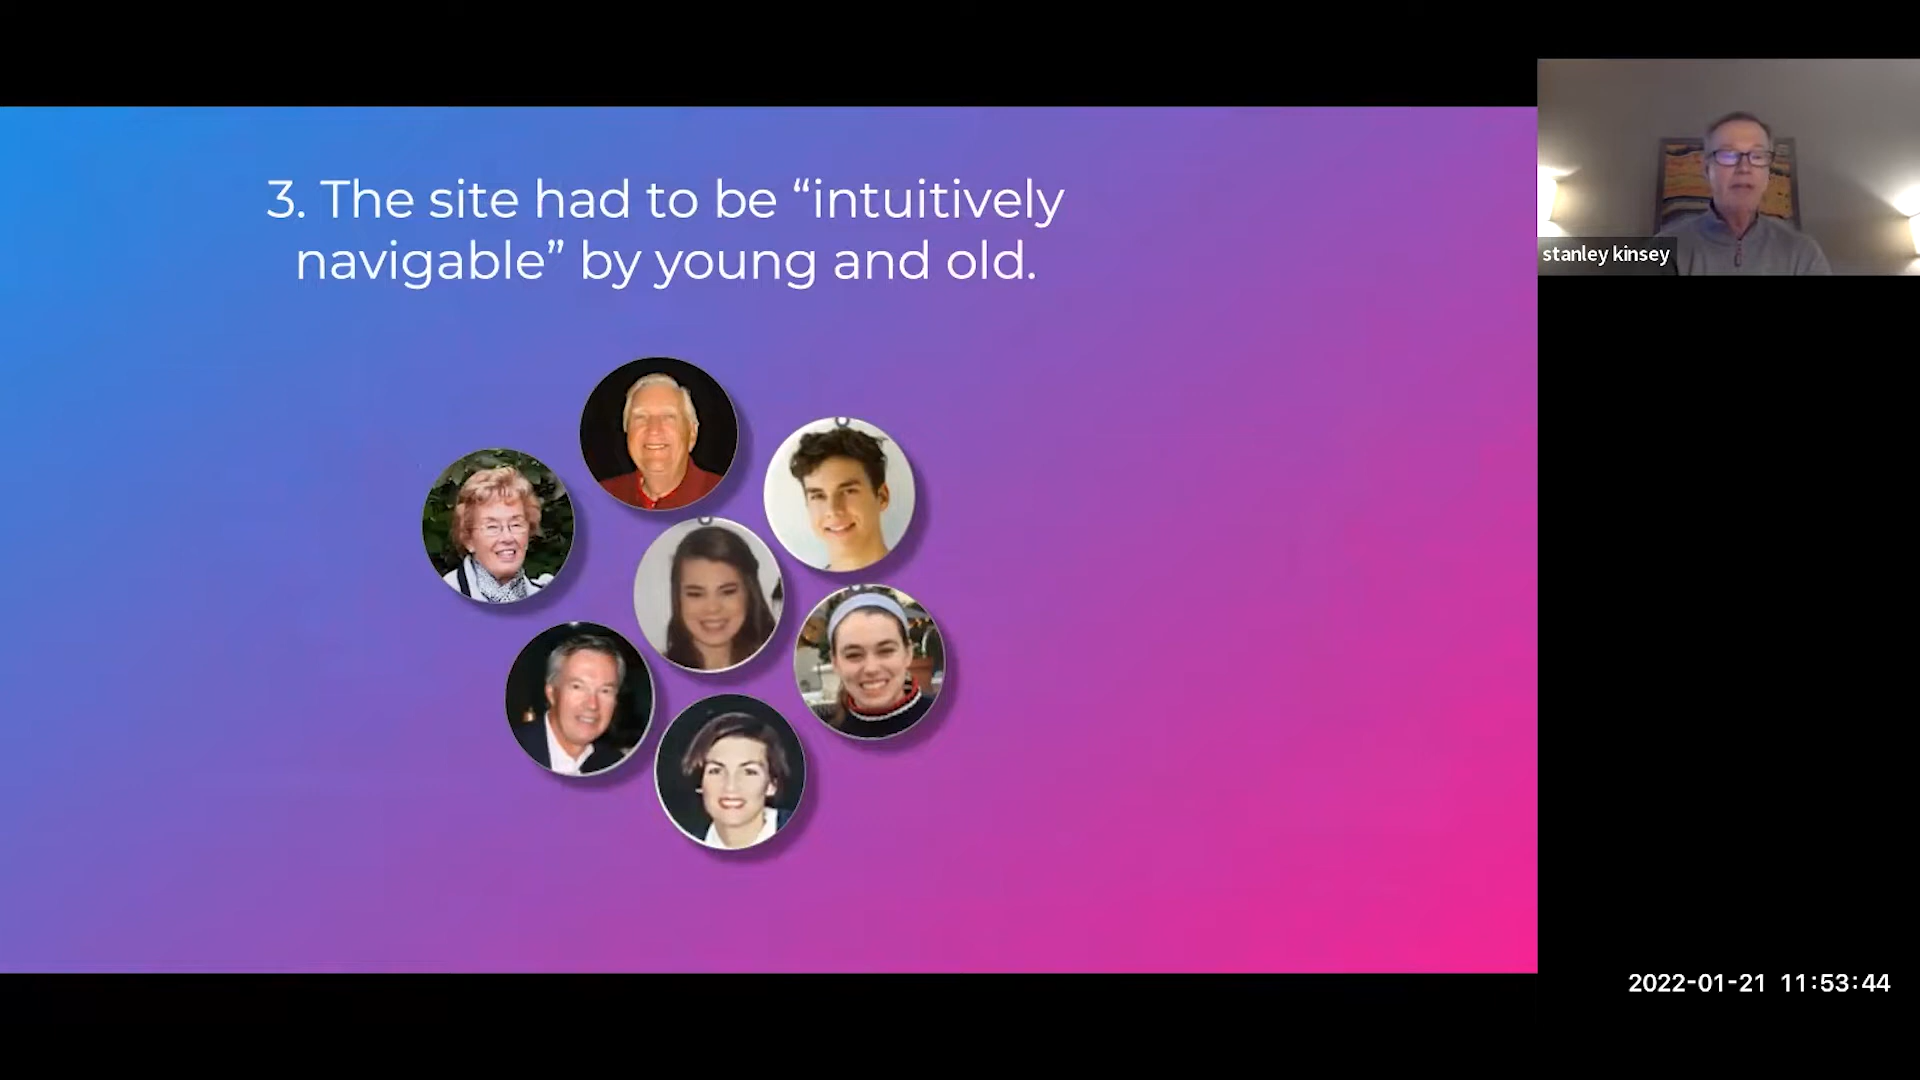 3. The site had to be “intuitively
navigable” by young and old.
stanley kinsey
2022-01-21 11:53:44